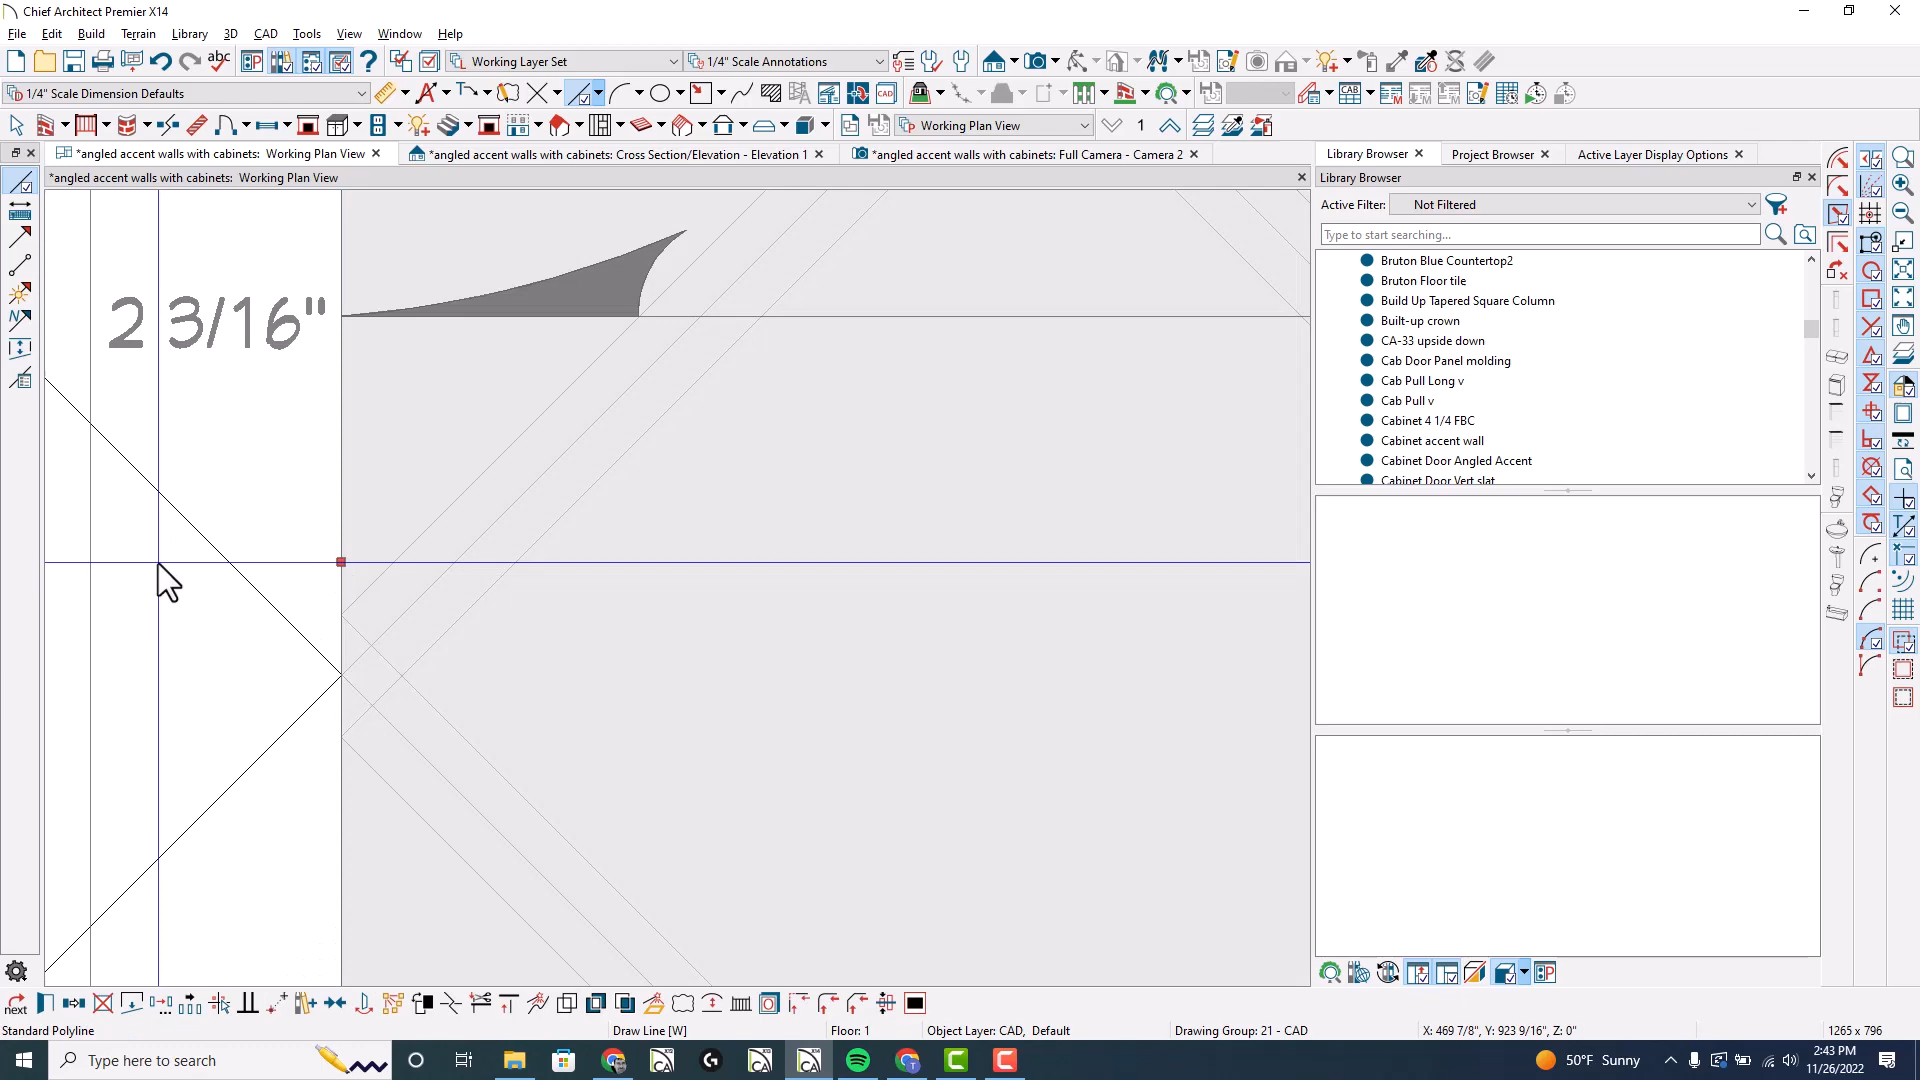 Chief Architect Premier X14
File Edit Build Terrain Library 3D CAD Tools View Window Help
Working Layer Set 1/4" Scale Annotations
1/4" Scale Dimension Defaults
Working Plan View 1
*angled accent walls with cabinets: Working Plan View *angled accent walls with cabinets: Cross Section/Elevation - Elevation 1 *angled accent walls with cabinets: Full Camera - Camera 2 Library Browser Project Browser Active Layer Display Options
*angled accent walls with cabinets: Working Plan View Library Browser
Active Filter: Not Filtered
Type to start searching...
Bruton Blue Countertop2
Bruton Floor tile
Build Up Tapered Square Column
Built-up crown
CA-33 upside down
Cab Door Panel molding
Cab Pull Long v
Cab Pull v
Cabinet 4 1/4 FBC
Cabinet accent wall
Cabinet Door Angled Accent
Cabinet Door Vert slat
2 3/16"
next
Standard Polyline Draw Line [W] Floor: 1 Object Layer: CAD, Default Drawing Group: 21 - CAD X: 469 7/8", Y: 923 9/16", Z: 0" 1265 x 796
Type here to search 50°F Sunny 2:43 PM
11/26/2022